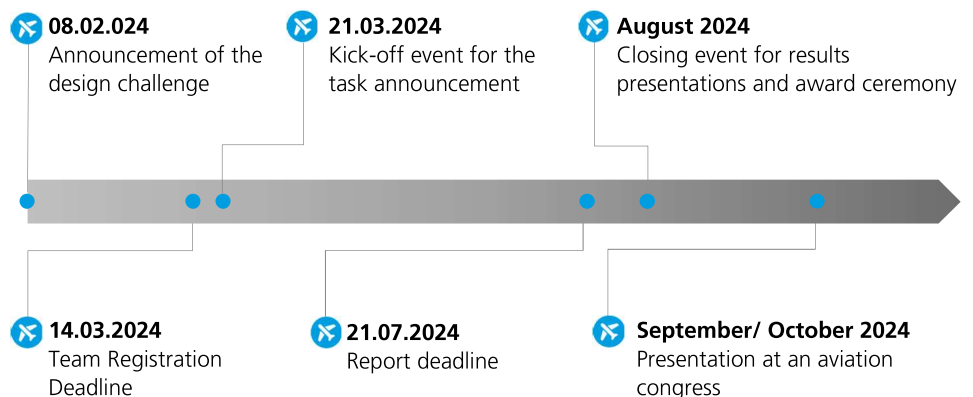 08.02.024
Announcement of the
design challenge
21.03.2024
Kick-off event for the
task announcement
August 2024
Closing event for results
presentations and award ceremony
14.03.2024
Team Registration
Deadline
21.07.2024
Report deadline
September/ October 2024
Presentation at an aviation
congress